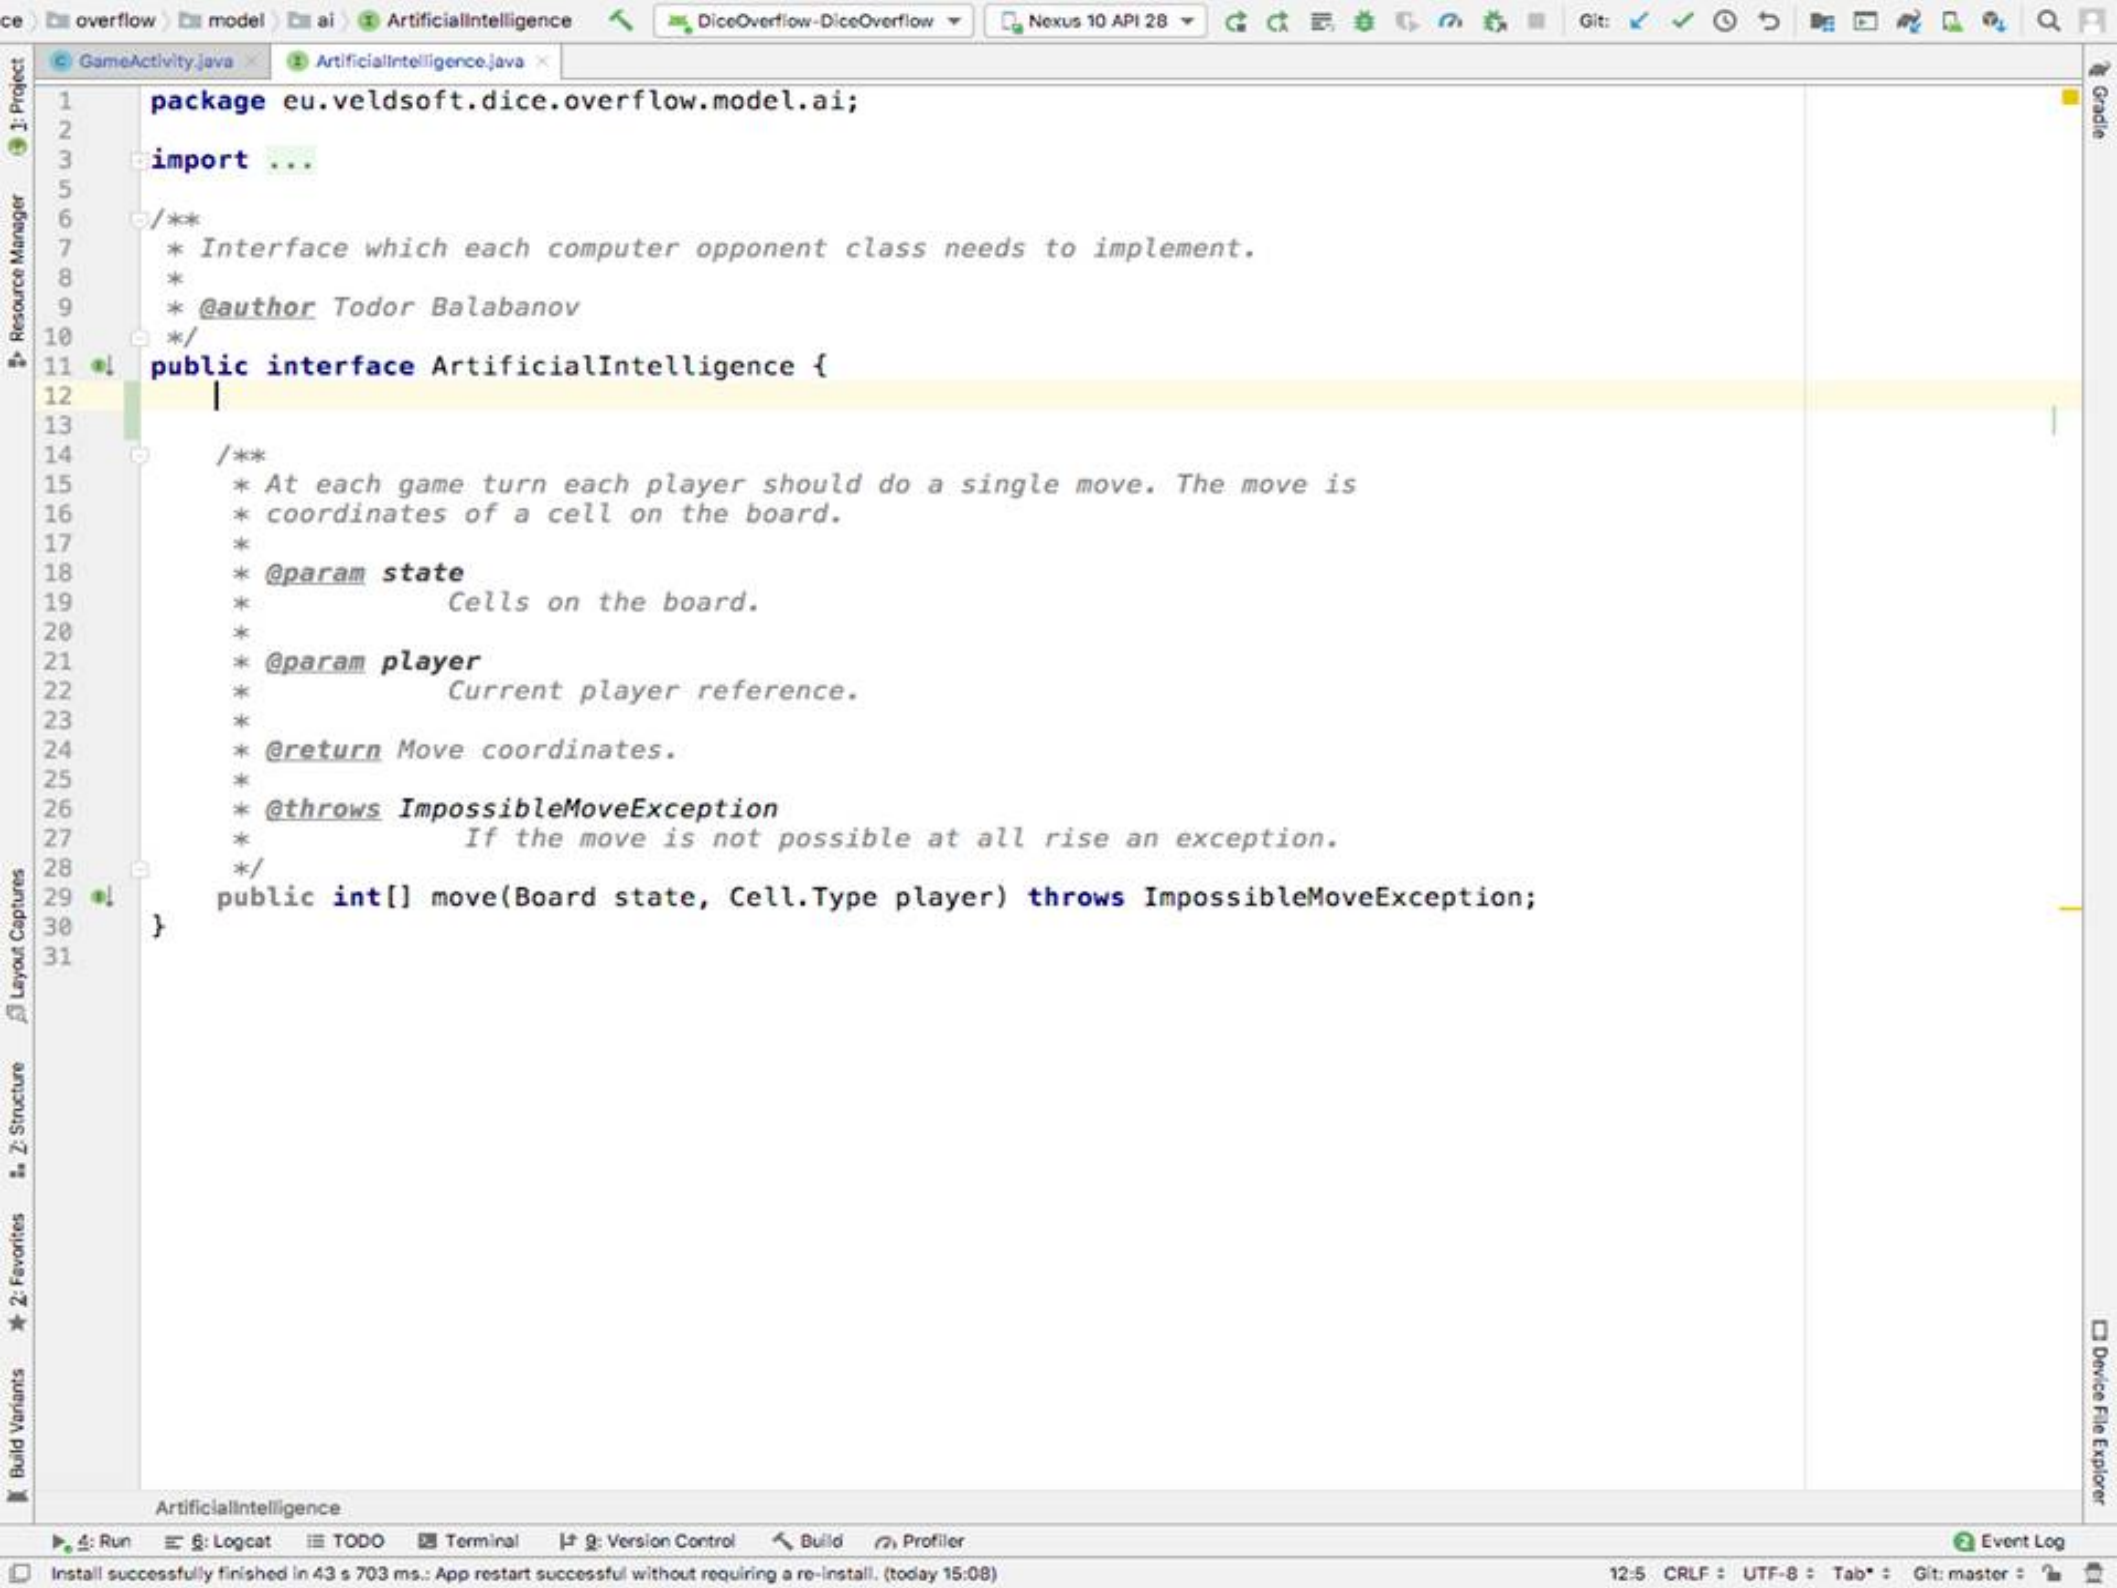 ce overflow model ai ArtificialIntelligence DiceOverflow-DiceOverflow Nexus 10 API 28 Git:
GameActivity.java ArtificialIntelligence.java
1 package eu.veldsoft.dice.overflow.model.ai;
2
3 import ...
5
6 /**
7 * Interface which each computer opponent class needs to implement.
8 *
9 * @author Todor Balabanov
10 */
11 public interface ArtificialIntelligence {
12
13
14 /**
15 * At each game turn each player should do a single move. The move is
16 * coordinates of a cell on the board.
17 *
18 * @param state
19 * Cells on the board.
20 *
21 * @param player
22 * Current player reference.
23 *
24 * @return Move coordinates.
25 *
26 * @throws ImpossibleMoveException
27 * If the move is not possible at all rise an exception.
28 */
29 public int[] move(Board state, Cell.Type player) throws ImpossibleMoveException;
30 }
31
1: Project
Resource Manager
Layout Captures
Z: Structure
2: Favorites
Build Variants
Gradle
Device File Explorer
ArtificialIntelligence
4: Run 6: Logcat TODO Terminal 9: Version Control Build Profiler 2 Event Log
Install successfully finished in 43 s 703 ms.: App restart successful without requiring a re-install. (today 15:08) 12:5 CRLF UTF-8 Tab* Git: master